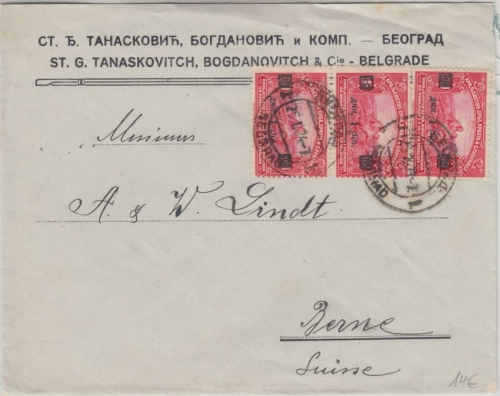 СТ. Ђ. ТАНАСКОВИЋ, БОГДАНОВИЋ и КОМП. — БЕОГРАД
ST. G. TANASKOVITCH, BOGDANOVITCH & Cie - BELGRADE
Messieurs
A. & W. Lindt
Berne
Suisse
14€